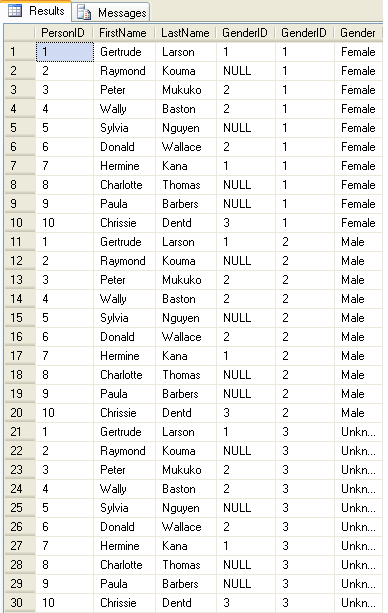 Results Messages
PersonID FirstName LastName GenderID GenderID Gender
1 1 Gertrude Larson 1 1 Female
2 2 Raymond Kouma NULL 1 Female
3 3 Peter Mukuko 2 1 Female
4 4 Wally Baston 2 1 Female
5 5 Sylvia Nguyen NULL 1 Female
6 6 Donald Wallace 2 1 Female
7 7 Hermine Kana 1 1 Female
8 8 Charlotte Thomas NULL 1 Female
9 9 Paula Barbers NULL 1 Female
10 10 Chrissie Dentd 3 1 Female
11 1 Gertrude Larson 1 2 Male
12 2 Raymond Kouma NULL 2 Male
13 3 Peter Mukuko 2 2 Male
14 4 Wally Baston 2 2 Male
15 5 Sylvia Nguyen NULL 2 Male
16 6 Donald Wallace 2 2 Male
17 7 Hermine Kana 1 2 Male
18 8 Charlotte Thomas NULL 2 Male
19 9 Paula Barbers NULL 2 Male
20 10 Chrissie Dentd 3 2 Male
21 1 Gertrude Larson 1 3 Unkn...
22 2 Raymond Kouma NULL 3 Unkn...
23 3 Peter Mukuko 2 3 Unkn...
24 4 Wally Baston 2 3 Unkn...
25 5 Sylvia Nguyen NULL 3 Unkn...
26 6 Donald Wallace 2 3 Unkn...
27 7 Hermine Kana 1 3 Unkn...
28 8 Charlotte Thomas NULL 3 Unkn...
29 9 Paula Barbers NULL 3 Unkn...
30 10 Chrissie Dentd 3 3 Unkn...